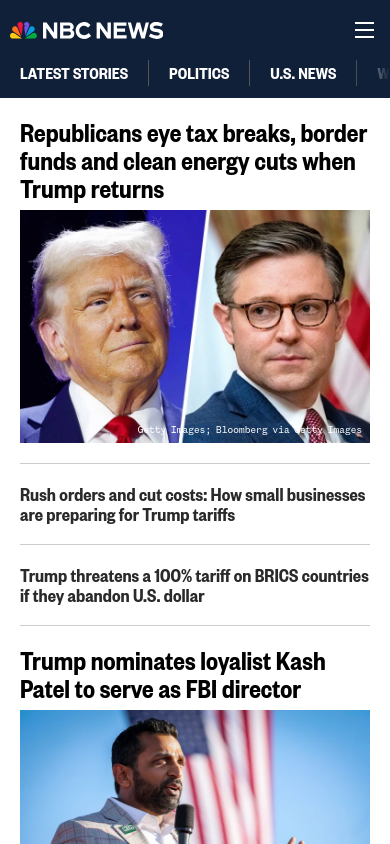 NBC NEWS
LATEST STORIES
POLITICS
U.S. NEWS
Republicans eye tax breaks, border
funds and clean energy cuts when
Trump returns
Getty Images; Bloomberg via Getty Images
Rush orders and cut costs: How small businesses
are preparing for Trump tariffs
Trump threatens a 100% tariff on BRICS countries
if they abandon U.S. dollar
Trump nominates loyalist Kash
Patel to serve as FBI director